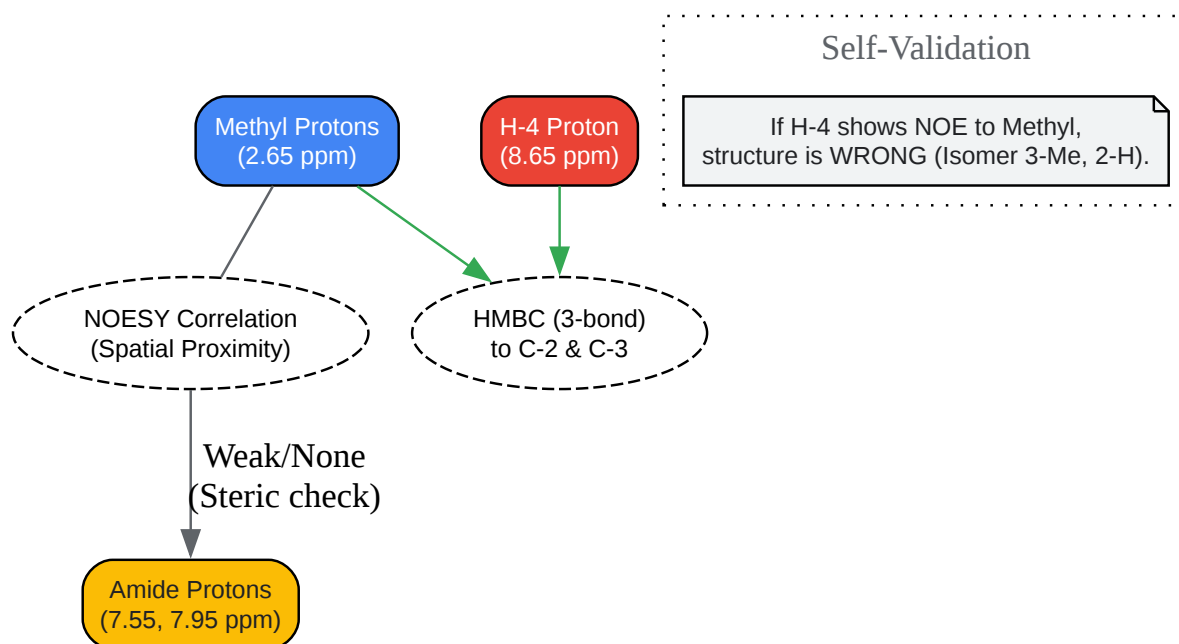 Self-Validation
Methyl Protons
(2.65 ppm)
H-4 Proton
(8.65 ppm)
If H-4 shows NOE to Methyl,
structure is WRONG (Isomer 3-Me, 2-H).
NOESY Correlation
(Spatial Proximity)
HMBC (3-bond)
to C-2 & C-3
Weak/None
(Steric check)
Amide Protons
(7.55, 7.95 ppm)